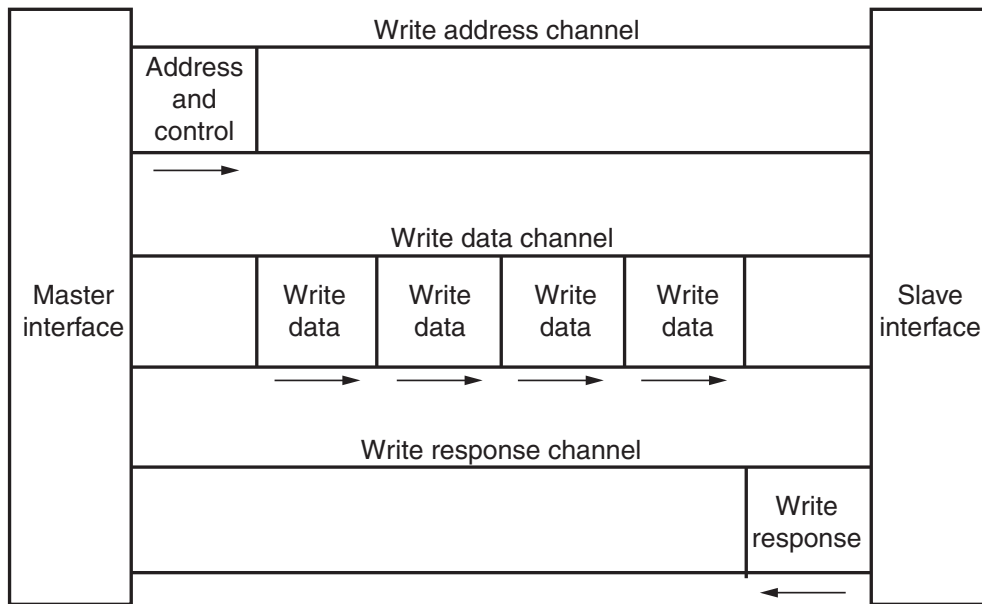 Write address channel
Address
and
control
Write data channel
Master
interface
Write
data
Write
data
Write
data
Write
data
Slave
interface
Write response channel
Write
response